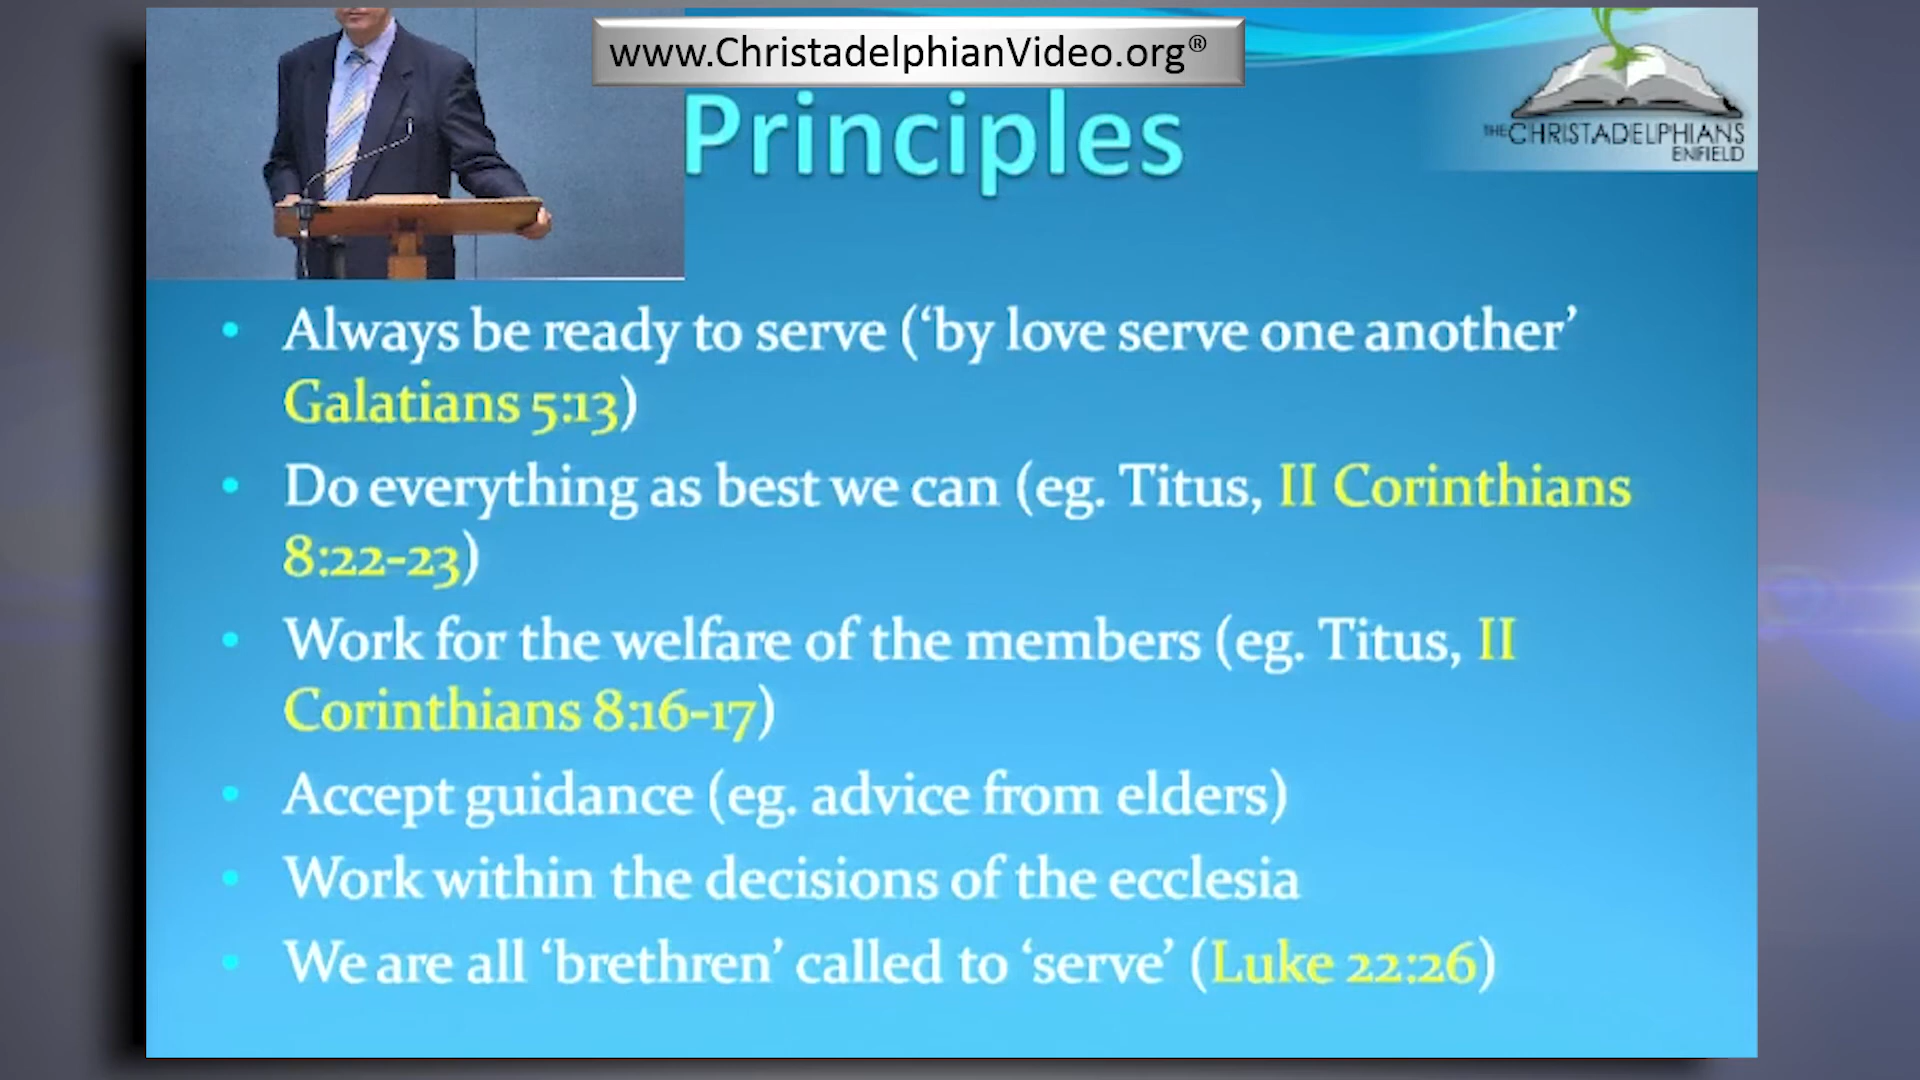 www.ChristadelphianVideo.org®
Principles
THE CHRISTADELPHIANS
ENFIELD
• Always be ready to serve (‘by love serve one another’
Galatians 5:13)
• Do everything as best we can (eg. Titus, II Corinthians
8:22-23)
• Work for the welfare of the members (eg. Titus, II
Corinthians 8:16-17)
• Accept guidance (eg. advice from elders)
• Work within the decisions of the ecclesia
• We are all ‘brethren’ called to ‘serve’ (Luke 22:26)